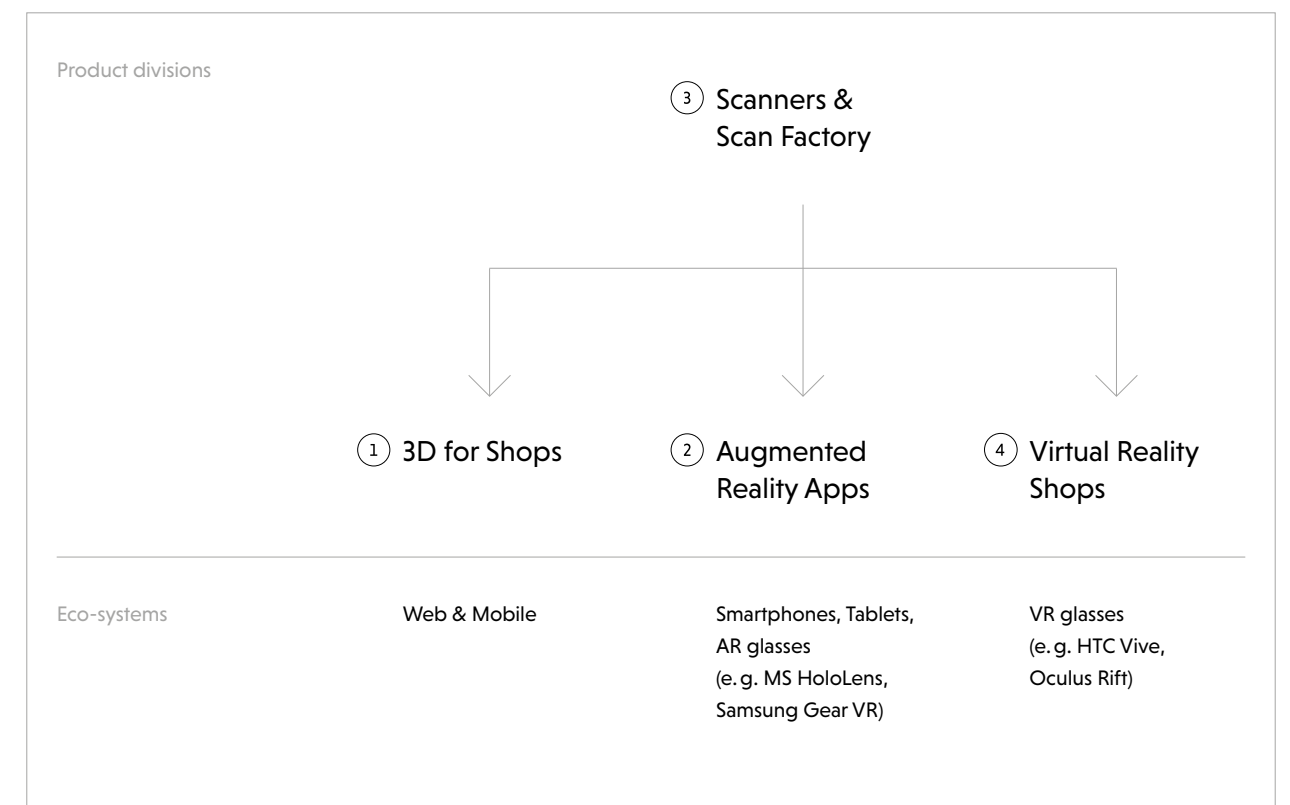 Product divisions
3 Scanners &
Scan Factory
1 3D for Shops
2 Augmented
Reality Apps
4 Virtual Reality
Shops
Eco-systems
Web & Mobile
Smartphones, Tablets,
AR glasses
(e. g. MS HoloLens,
Samsung Gear VR)
VR glasses
(e. g. HTC Vive,
Oculus Rift)